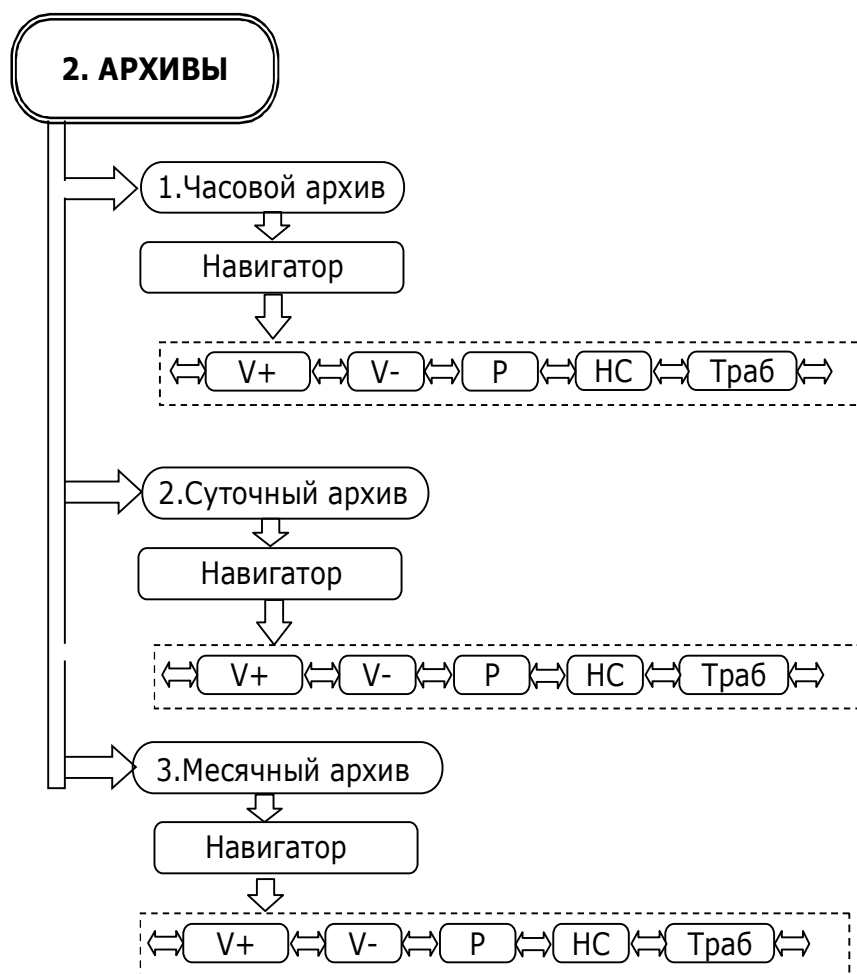 2. АРХИВЫ
1.Часовой архив
Навигатор
V+ V- P НС Траб
2.Суточный архив
Навигатор
V+ V- P НС Траб
3.Месячный архив
Навигатор
V+ V- P НС Траб